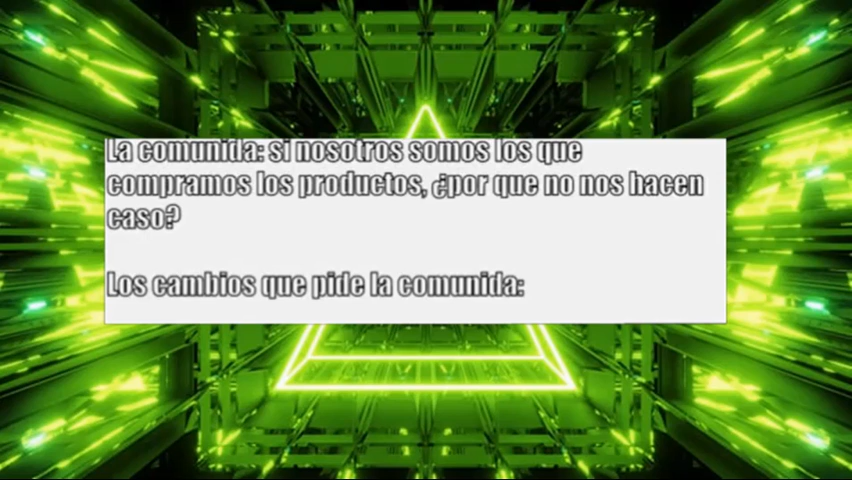 La comunida: si nosotros somos los que
compramos los productos, ¿por que no nos hacen
caso?
Los cambios que pide la comunida: